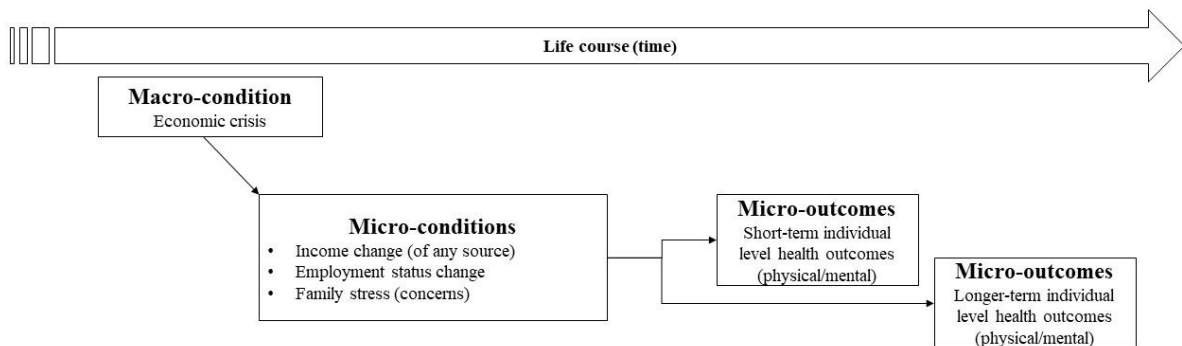 Life course (time)
Macro-condition
Economic crisis
Micro-conditions
• Income change (of any source)
• Employment status change
• Family stress (concerns)
Micro-outcomes
Short-term individual
level health outcomes
(physical/mental)
Micro-outcomes
Longer-term individual
level health outcomes
(physical/mental)